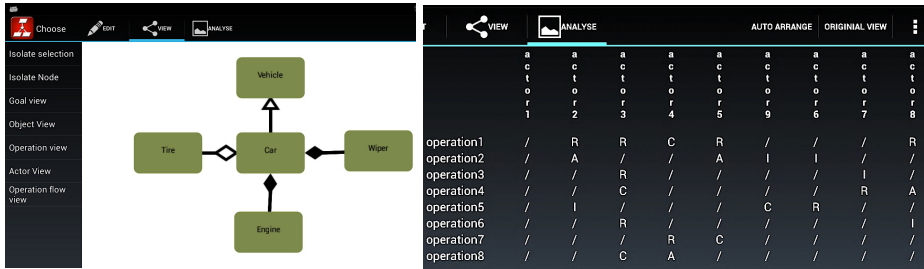 Choose EDIT VIEW ANALYSE
Isolate selection
Isolate Node
Goal view
Object View
Operation view
Actor View
Operation flow
view
Vehicle
Tire Car Wiper
Engine
T VIEW ANALYSE AUTO ARRANGE ORIGINIAL VIEW
actor1 actor2 actor3 actor4 actor5 actor9 actor6 actor7 actor8
operation1 / R R C R / / / R
operation2 / A / / A I I / /
operation3 / / R / / / / I /
operation4 / / C / / / / R A
operation5 / I / / / C R / /
operation6 / / R / / / / / I
operation7 / / / R C / / / /
operation8 / / C A / / / / /